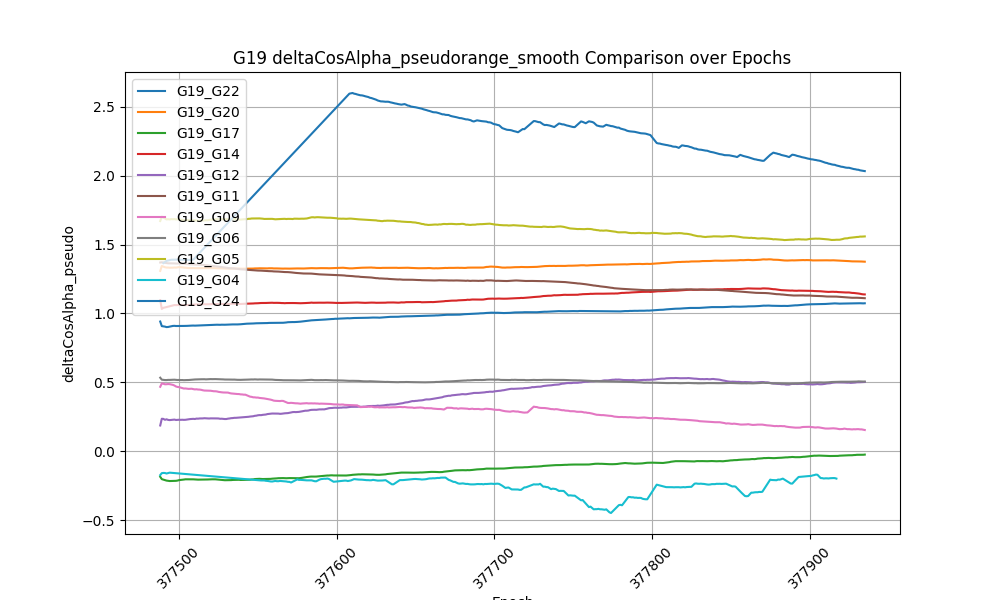 G19 deltaCosAlpha_pseudorange_smooth Comparison over Epochs
deltaCosAlpha_pseudo
2.5
2.0
1.5
1.0
0.5
0.0
−0.5
G19_G22
G19_G20
G19_G17
G19_G14
G19_G12
G19_G11
G19_G09
G19_G06
G19_G05
G19_G04
G19_G24
377500
377600
377700
377800
377900
Epoch